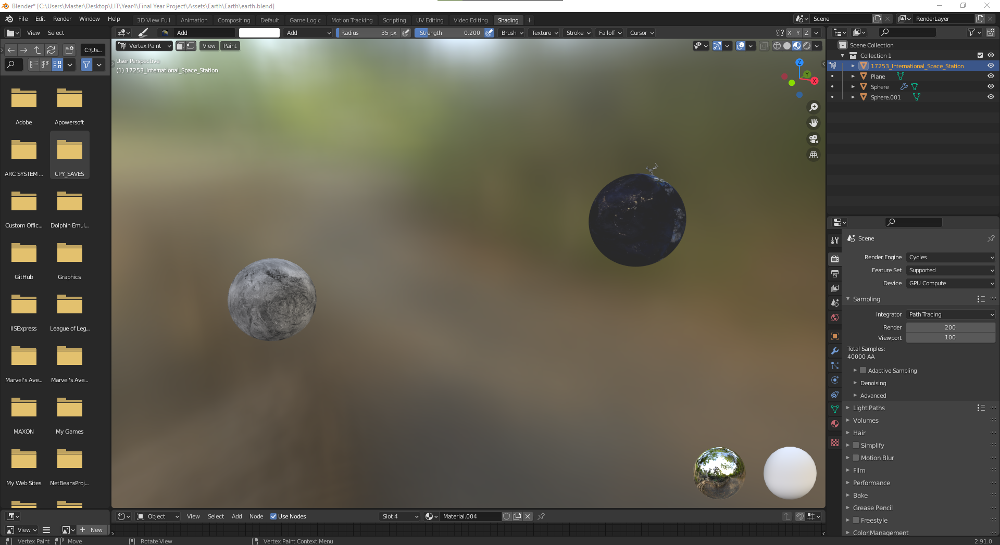 Blender* [C:\Users\Master\Desktop\LIT\Year4\Final Year Project\Assets\Earth\Earth\earth.blend]
File Edit Render Window Help
3D View Full Animation Compositing Default Game Logic Motion Tracking Scripting UV Editing Video Editing Shading
Scene RenderLayer
View Select
Add Add Radius 35 px Strength 0.200 Brush Texture Stroke Falloff Cursor X Y Z
C:\Us...
Vertex Paint View Paint
User Perspective
(1) 17253_International_Space_Station
Z
Y
X
Adobe Apowersoft
ARC SYSTEM ... CPY_SAVES
Custom Offic... Dolphin Emul...
GitHub Graphics
IISExpress League of Leg...
Marvel's Ave... Marvel's Ave...
MAXON My Games
My Web Sites NetBeansProj...
Scene Collection
Collection 1
17253_International_Space_Station
Plane
Sphere
Sphere.001
Scene
Render Engine Cycles
Feature Set Supported
Device GPU Compute
Sampling
Integrator Path Tracing
Render 200
Viewport 100
Total Samples:
40000 AA
Adaptive Sampling
Denoising
Advanced
Light Paths
Volumes
Hair
Simplify
Motion Blur
Film
Performance
Bake
Grease Pencil
Freestyle
Color Management
Object View Select Add Node Use Nodes Slot 4 Material.004
View New
Vertex Paint Move Rotate View Vertex Paint Context Menu 2.91.0